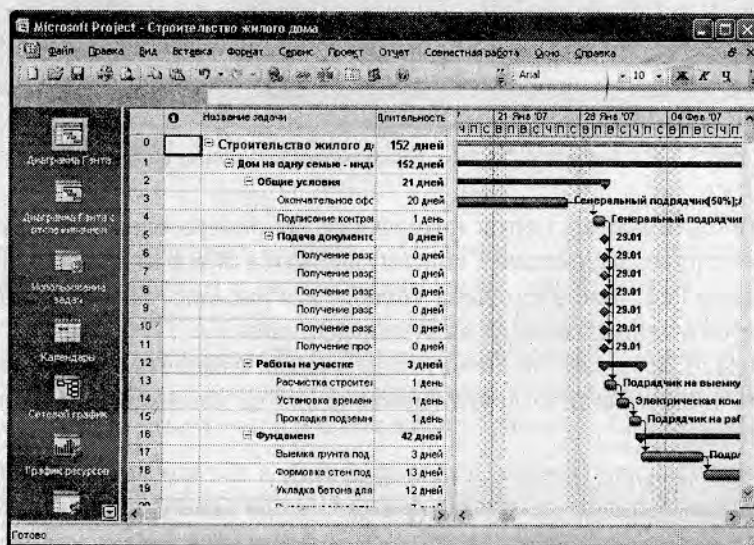 Microsoft Project - Строительство жилого дома
Файл Правка Вид Вставка Формат Сервис Проект Отчет Совместная работа Окно Справка
Arial 10 Ж К Ч
Название задачи Длительность 21 Янв '07 28 Янв '07 04 Фев '07
Ч П С В П В С Ч П С В П В С Ч П С В П В С Ч П
0 Строительство жилого д 152 дней
1 Дом на одну семью - инди 152 дней
2 Общие условия 21 дней
3 Окончательное офс 20 дней Генеральный подрядчик[50%];
4 Подписание контра 1 день Генеральный подрядчик
5 Подача документо 0 дней 29.01
6 Получение разр 0 дней 29.01
7 Получение разр 0 дней 29.01
8 Получение разр 0 дней 29.01
9 Получение разр 0 дней 29.01
10 Получение разр 0 дней 29.01
11 Получение про 0 дней 29.01
12 Работы на участке 3 дней
13 Расчистка строител 1 день Подрядчик на выемку
14 Установка времен 1 день Электрическая ком
15 Прокладка подземн 1 день Подрядчик на раб
16 Фундамент 42 дней
17 Выемка грунта под 3 дней Подр
18 Формовка стен под 13 дней
19 Укладка бетона для 12 дней
Диаграмма Ганта
Диаграмма Ганта с отслеживанием
Использование задач
Календарь
Сетевой график
График ресурсов
Готово